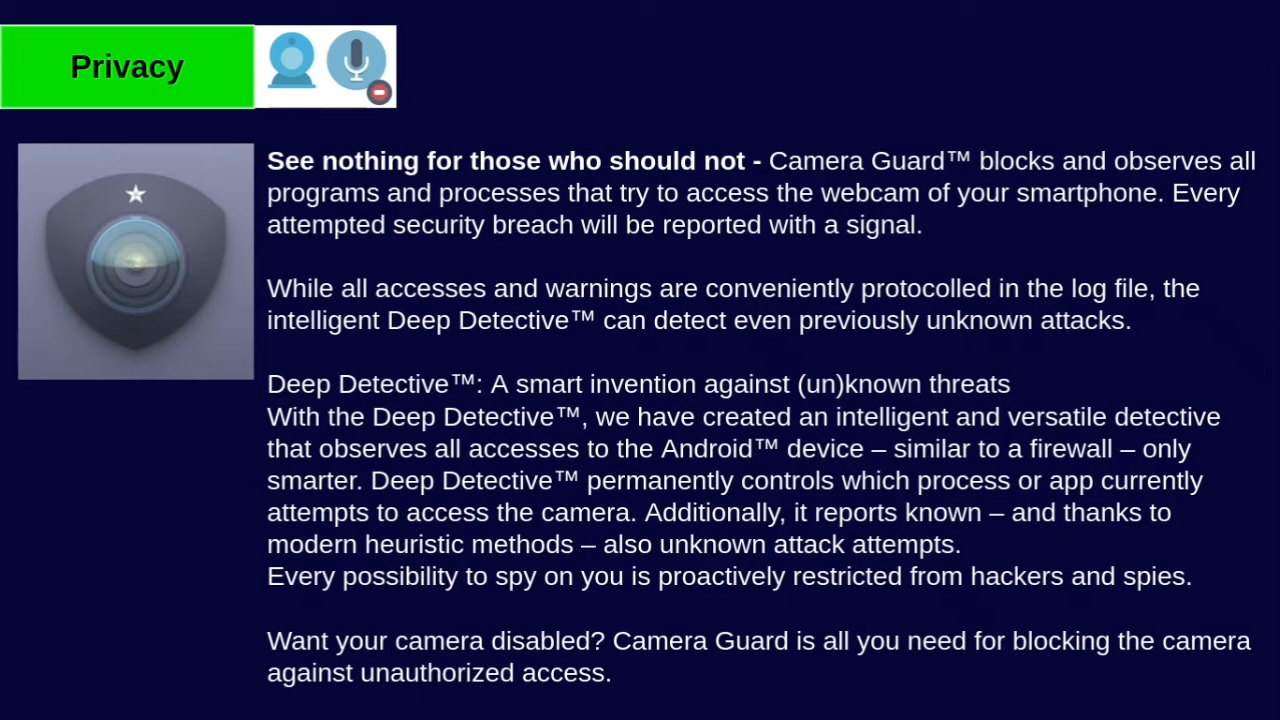 Privacy
See nothing for those who should not - Camera Guard™ blocks and observes all
programs and processes that try to access the webcam of your smartphone. Every
attempted security breach will be reported with a signal.
While all accesses and warnings are conveniently protocolled in the log file, the
intelligent Deep Detective™ can detect even previously unknown attacks.
Deep Detective™: A smart invention against (un)known threats
With the Deep Detective™, we have created an intelligent and versatile detective
that observes all accesses to the Android™ device – similar to a firewall – only
smarter. Deep Detective™ permanently controls which process or app currently
attempts to access the camera. Additionally, it reports known – and thanks to
modern heuristic methods – also unknown attack attempts.
Every possibility to spy on you is proactively restricted from hackers and spies.
Want your camera disabled? Camera Guard is all you need for blocking the camera
against unauthorized access.